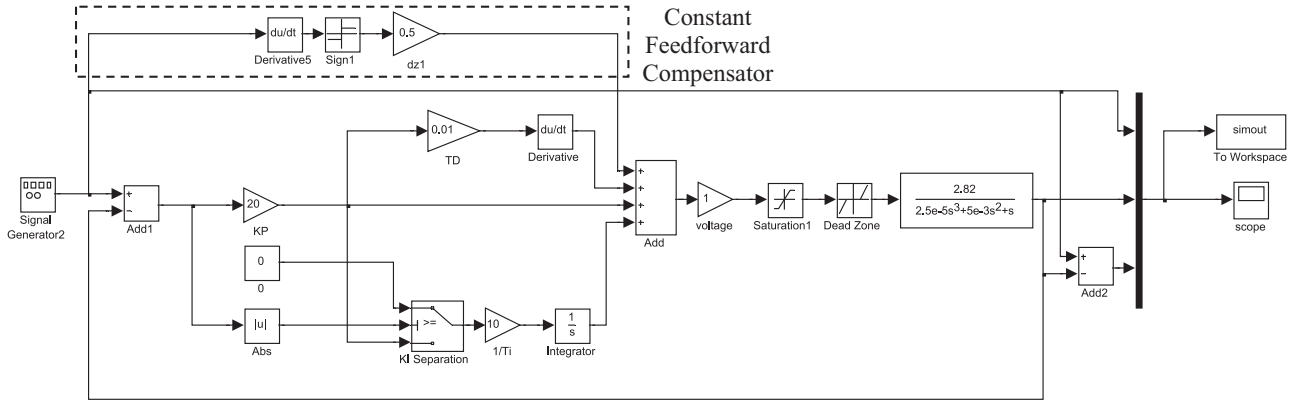 Constant
Feedforward
Compensator
du/dt
Derivative5
Sign1
0.5
dz1
0.01
TD
du/dt
Derivative
simout
To Workspace
Signal
Generator2
+
−
Add1
20
KP
+
+
+
+
Add
1
voltage
Saturation1
Dead Zone
2.82
2.5e-5s³+5e-3s²+s
scope
+
−
Add2
0
0
|u|
Abs
>=
KI Separation
10
1/Ti
1
s
Integrator